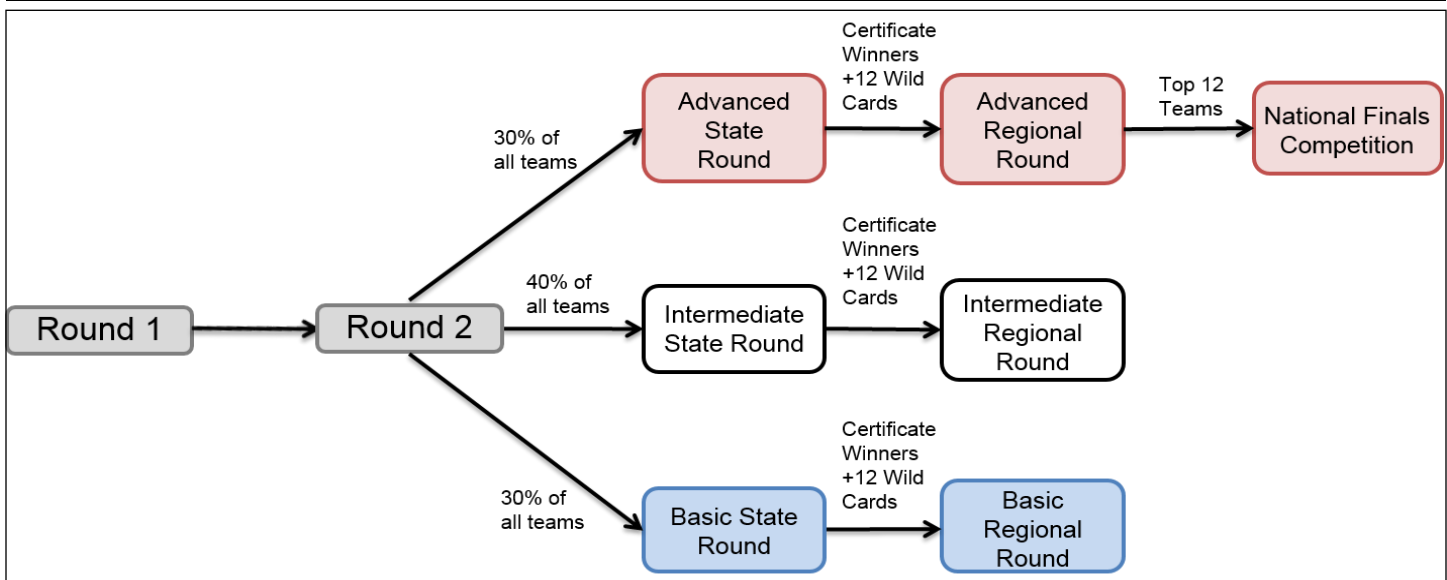 Round 1
Round 2
30% of
all teams
Advanced
State
Round
Certificate
Winners
+12 Wild
Cards
Advanced
Regional
Round
Top 12
Teams
National Finals
Competition
40% of
all teams
Intermediate
State Round
Certificate
Winners
+12 Wild
Cards
Intermediate
Regional
Round
30% of
all teams
Basic State
Round
Certificate
Winners
+12 Wild
Cards
Basic
Regional
Round